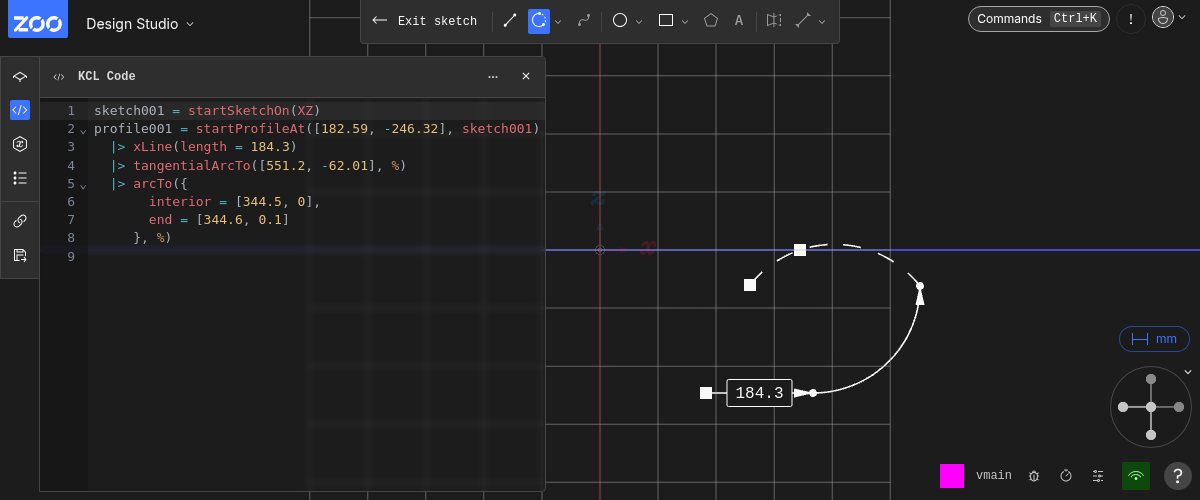 ZOO Design Studio
Exit sketch
A
Commands Ctrl+K
!
KCL Code
1 sketch001 = startSketchOn(XZ)
2 profile001 = startProfileAt([182.59, -246.32], sketch001)
3 |> xLine(length = 184.3)
4 |> tangentialArcTo([551.2, -62.01], %)
5 |> arcTo({
6 interior = [344.5, 0],
7 end = [344.6, 0.1]
8 }, %)
9
z
x
184.3
mm
vmain
?